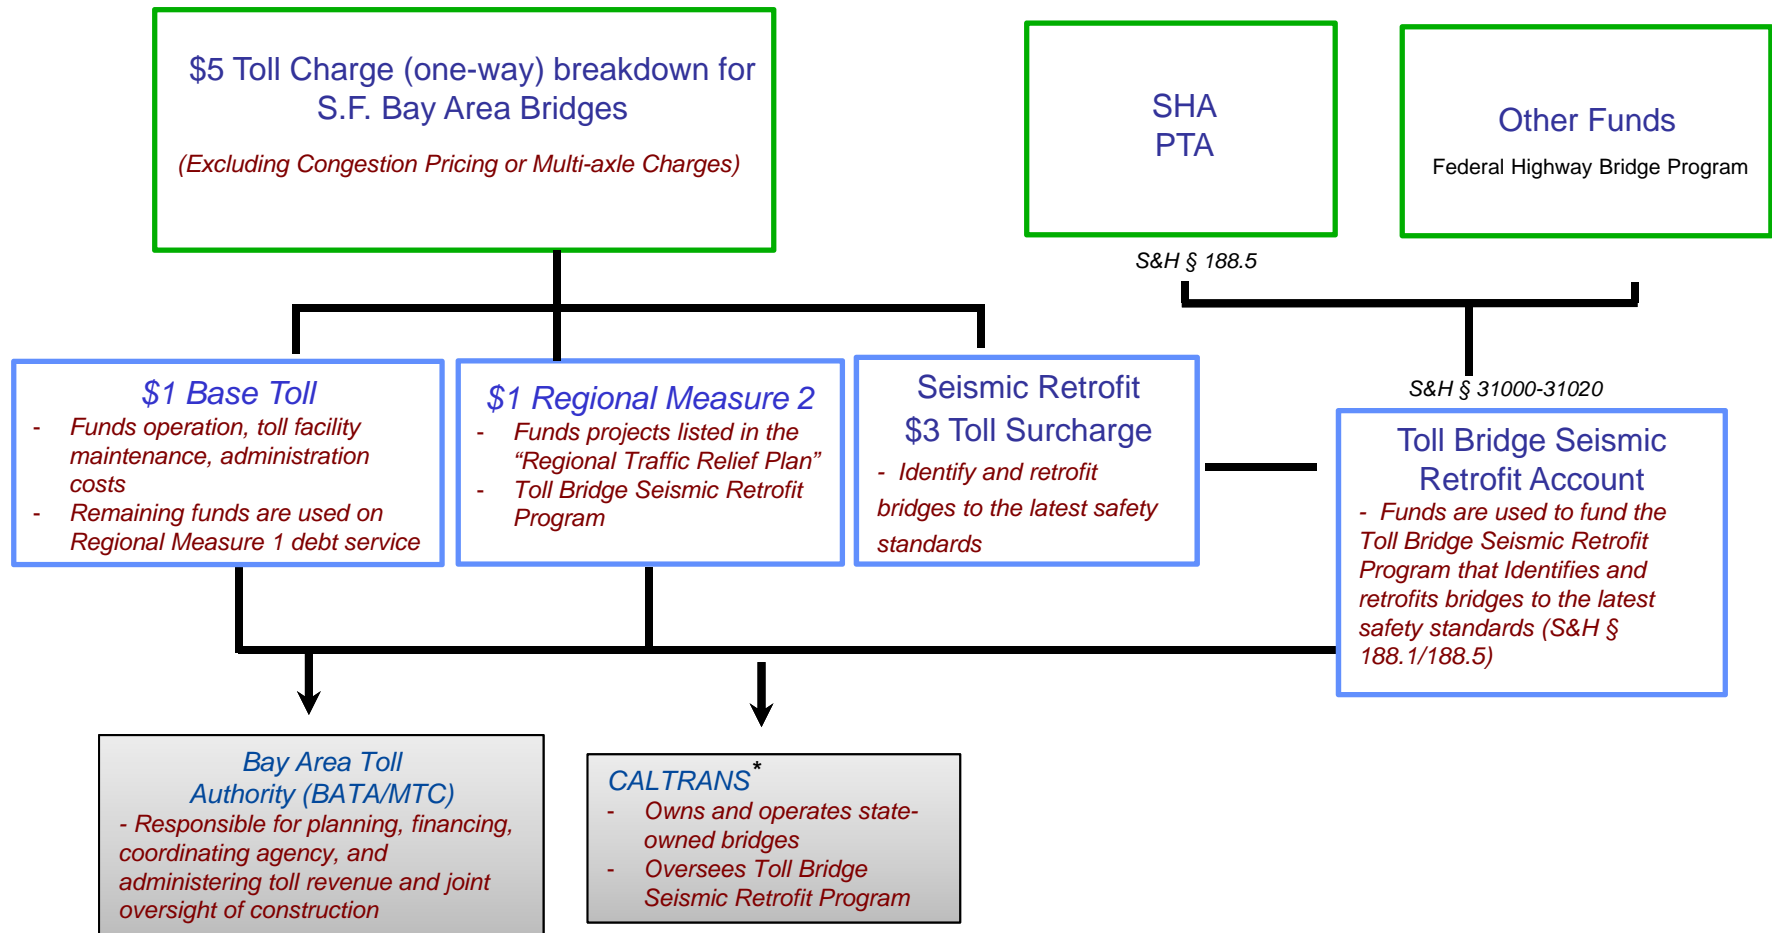 $5 Toll Charge (one-way) breakdown for
S.F. Bay Area Bridges
(Excluding Congestion Pricing or Multi-axle Charges)
SHA
PTA
Other Funds
Federal Highway Bridge Program
S&H § 188.5
S&H § 31000-31020
$1 Base Toll
- Funds operation, toll facility
maintenance, administration
costs
- Remaining funds are used on
Regional Measure 1 debt service
$1 Regional Measure 2
- Funds projects listed in the
“Regional Traffic Relief Plan”
- Toll Bridge Seismic Retrofit
Program
Seismic Retrofit
$3 Toll Surcharge
- Identify and retrofit
bridges to the latest safety
standards
Toll Bridge Seismic
Retrofit Account
- Funds are used to fund the
Toll Bridge Seismic Retrofit
Program that Identifies and
retrofits bridges to the latest
safety standards (S&H §
188.1/188.5)
Bay Area Toll
Authority (BATA/MTC)
- Responsible for planning, financing,
coordinating agency, and
administering toll revenue and joint
oversight of construction
CALTRANS*
- Owns and operates state-
owned bridges
- Oversees Toll Bridge
Seismic Retrofit Program